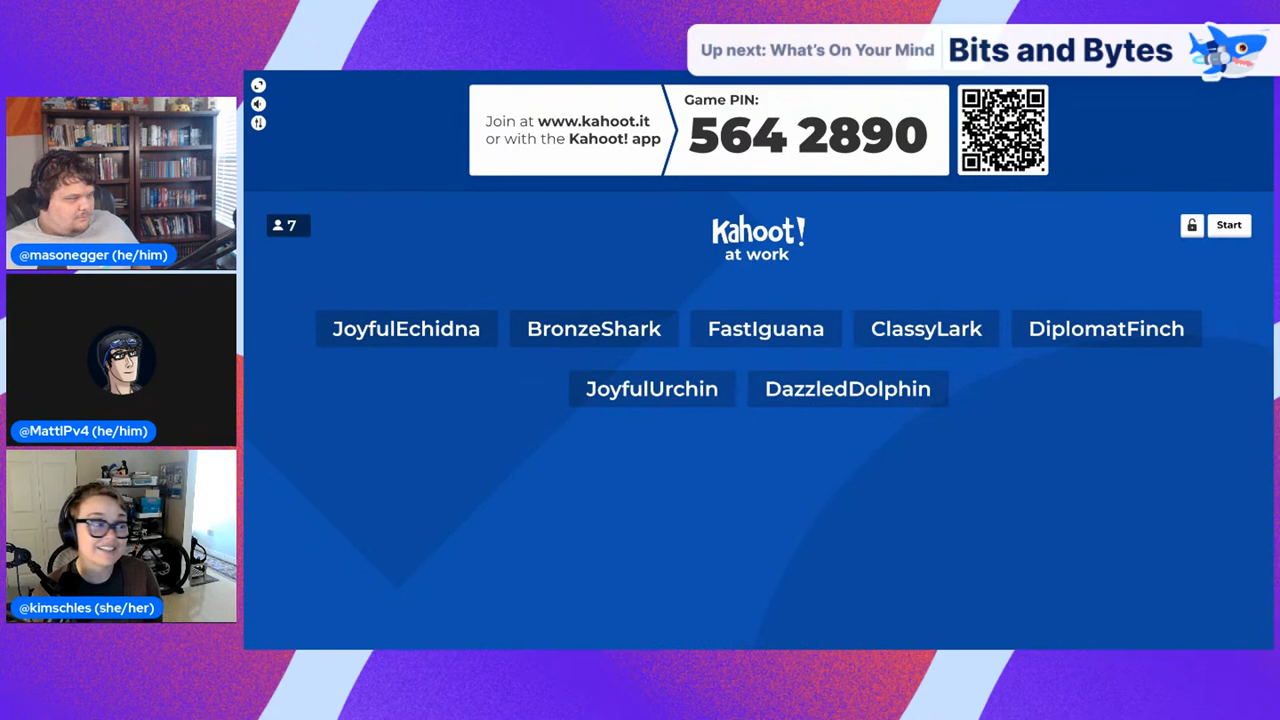 Up next: What's On Your Mind
Bits and Bytes
Join at www.kahoot.it
or with the Kahoot! app
Game PIN:
564 2890
7
Kahoot!
at work
Start
JoyfulEchidna
BronzeShark
FastIguana
ClassyLark
DiplomatFinch
JoyfulUrchin
DazzledDolphin
@masonegger (he/him)
@MattIPv4 (he/him)
@kimschles (she/her)